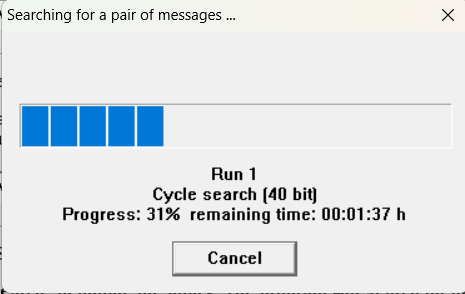 Searching for a pair of messages ...
Run 1
Cycle search (40 bit)
Progress: 31% remaining time: 00:01:37 h
Cancel